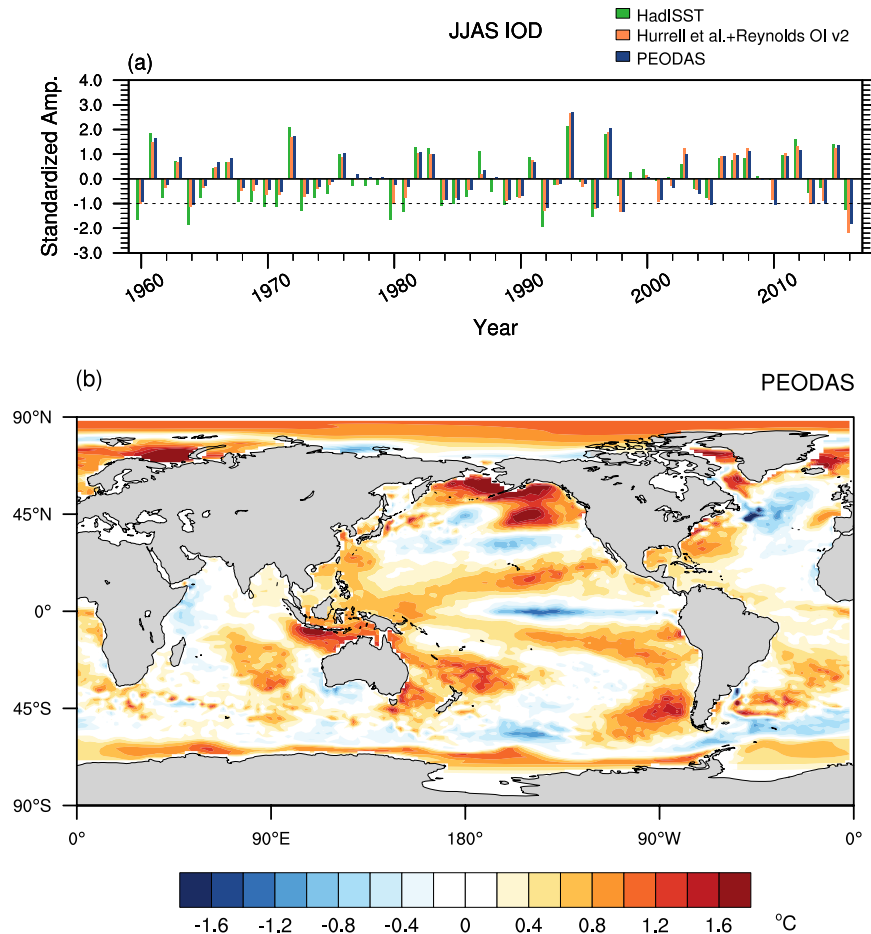 JJAS IOD
HadISST
Hurrell et al.+Reynolds OI v2
PEODAS
(a)
Standardized Amp.
4.0
3.0
2.0
1.0
0.0
-1.0
-2.0
-3.0
1960 1970 1980 1990 2000 2010
Year
(b)
PEODAS
90°N
45°N
0°
45°S
90°S
0° 90°E 180° 90°W 0°
-1.6 -1.2 -0.8 -0.4 0 0.4 0.8 1.2 1.6 °C